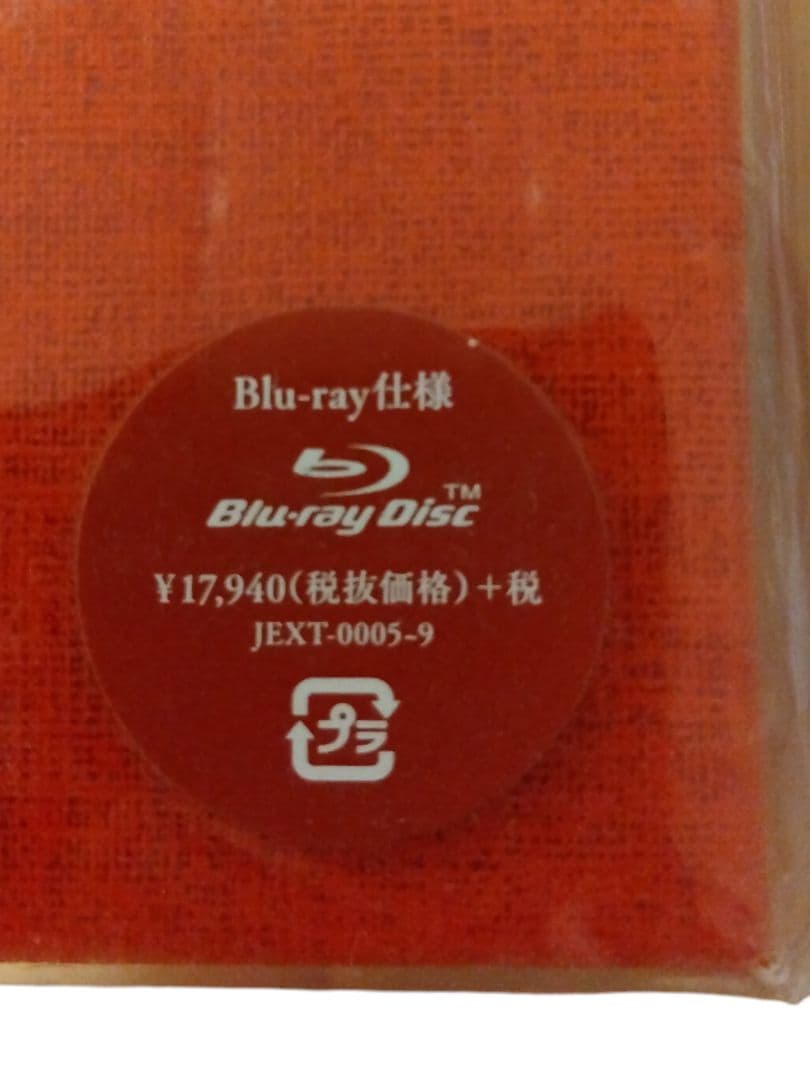 Blu-ray仕様
Blu-ray Disc™
¥17,940(税抜価格)+税
JEXT-0005~9
プラ